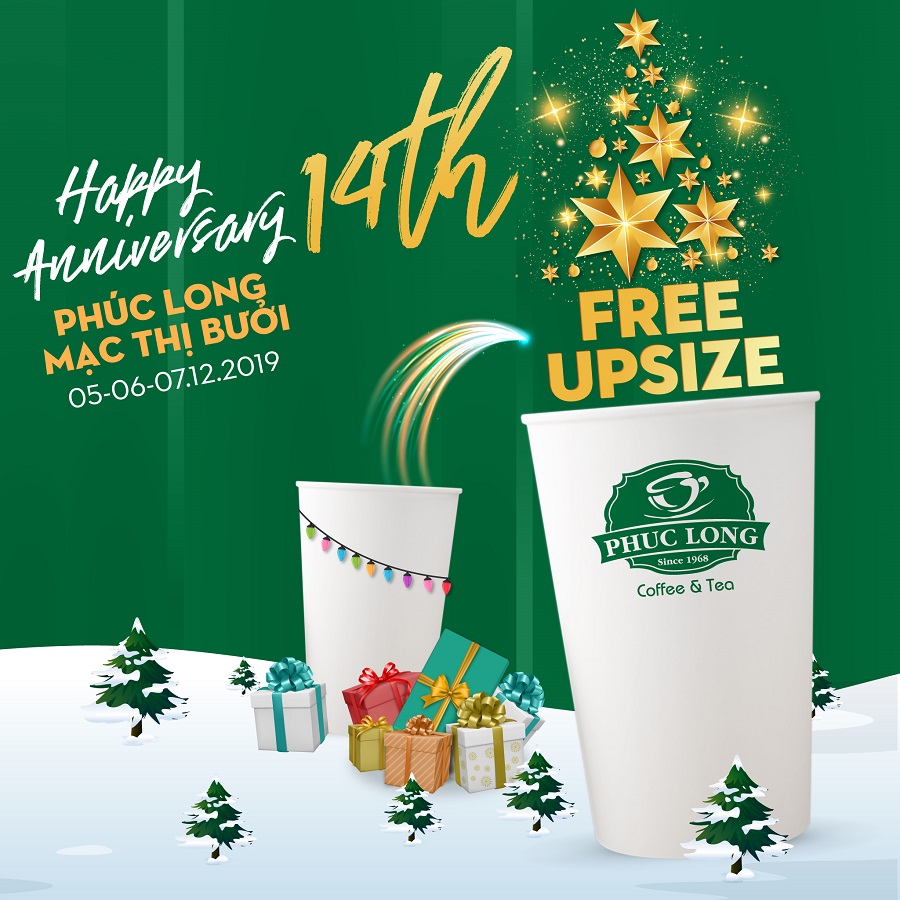 Happy 14th
Anniversary
PHÚC LONG
MẠC THỊ BƯỞI
05-06-07.12.2019
FREE
UPSIZE
PHUC LONG
Since 1968
Coffee & Tea